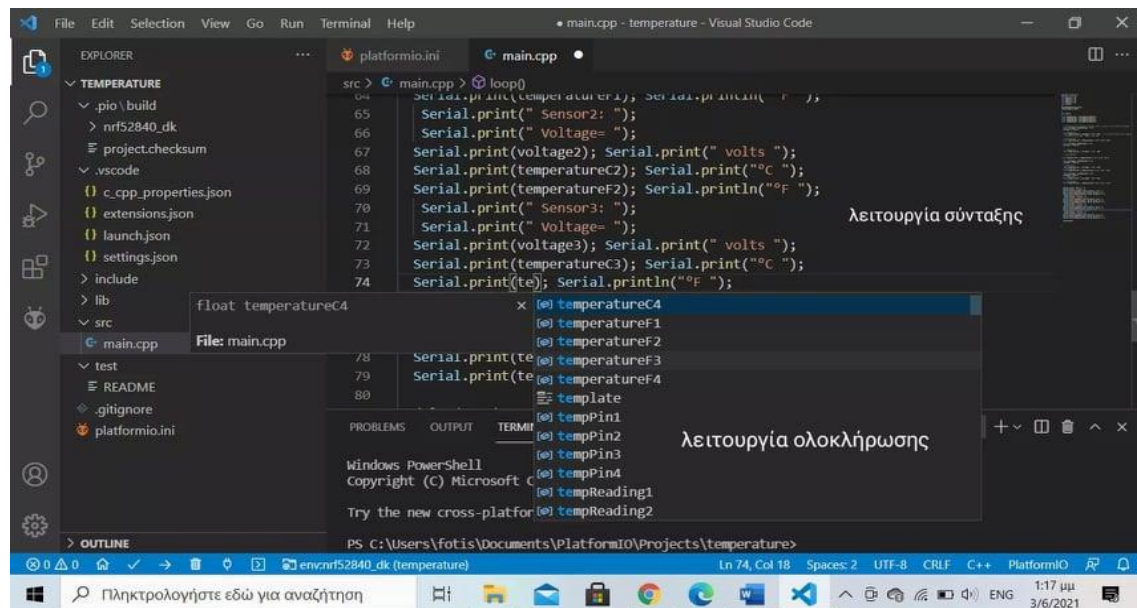 File Edit Selection View Go Run Terminal Help
● main.cpp - temperature - Visual Studio Code
EXPLORER
TEMPERATURE
.pio \ build
nrf52840_dk
project.checksum
.vscode
c_cpp_properties.json
extensions.json
launch.json
settings.json
include
lib
src
main.cpp
test
README
.gitignore
platformio.ini
OUTLINE
platformio.ini main.cpp ●
src > main.cpp > loop()
64 Serial.print(temperatureF1); Serial.println("°F ");
65 Serial.print(" Sensor2: ");
66 Serial.print(" Voltage= ");
67 Serial.print(voltage2); Serial.print(" volts ");
68 Serial.print(temperatureC2); Serial.print("°C ");
69 Serial.print(temperatureF2); Serial.println("°F ");
70 Serial.print(" Sensor3: ");
71 Serial.print(" Voltage= ");
72 Serial.print(voltage3); Serial.print(" volts ");
73 Serial.print(temperatureC3); Serial.print("°C ");
74 Serial.print(te); Serial.println("°F ");
λειτουργία σύνταξης
float temperatureC4
File: main.cpp
temperatureC4
temperatureF1
temperatureF2
temperatureF3
temperatureF4
template
tempPin1
tempPin2
tempPin3
tempPin4
tempReading1
tempReading2
λειτουργία ολοκλήρωσης
78 Serial.print(te
79 Serial.print(te
80
PROBLEMS OUTPUT
Windows PowerShell
Copyright (C) Microsoft
Try the new cross-platfor
PS C:\Users\fotis\Documents\PlatformIO\Projects\temperature>
0 0 env:nrf52840_dk (temperature) Ln 74, Col 18 Spaces: 2 UTF-8 CRLF C++ PlatformIO
Πληκτρολογήστε εδώ για αναζήτηση
ENG
1:17 μμ
3/6/2021